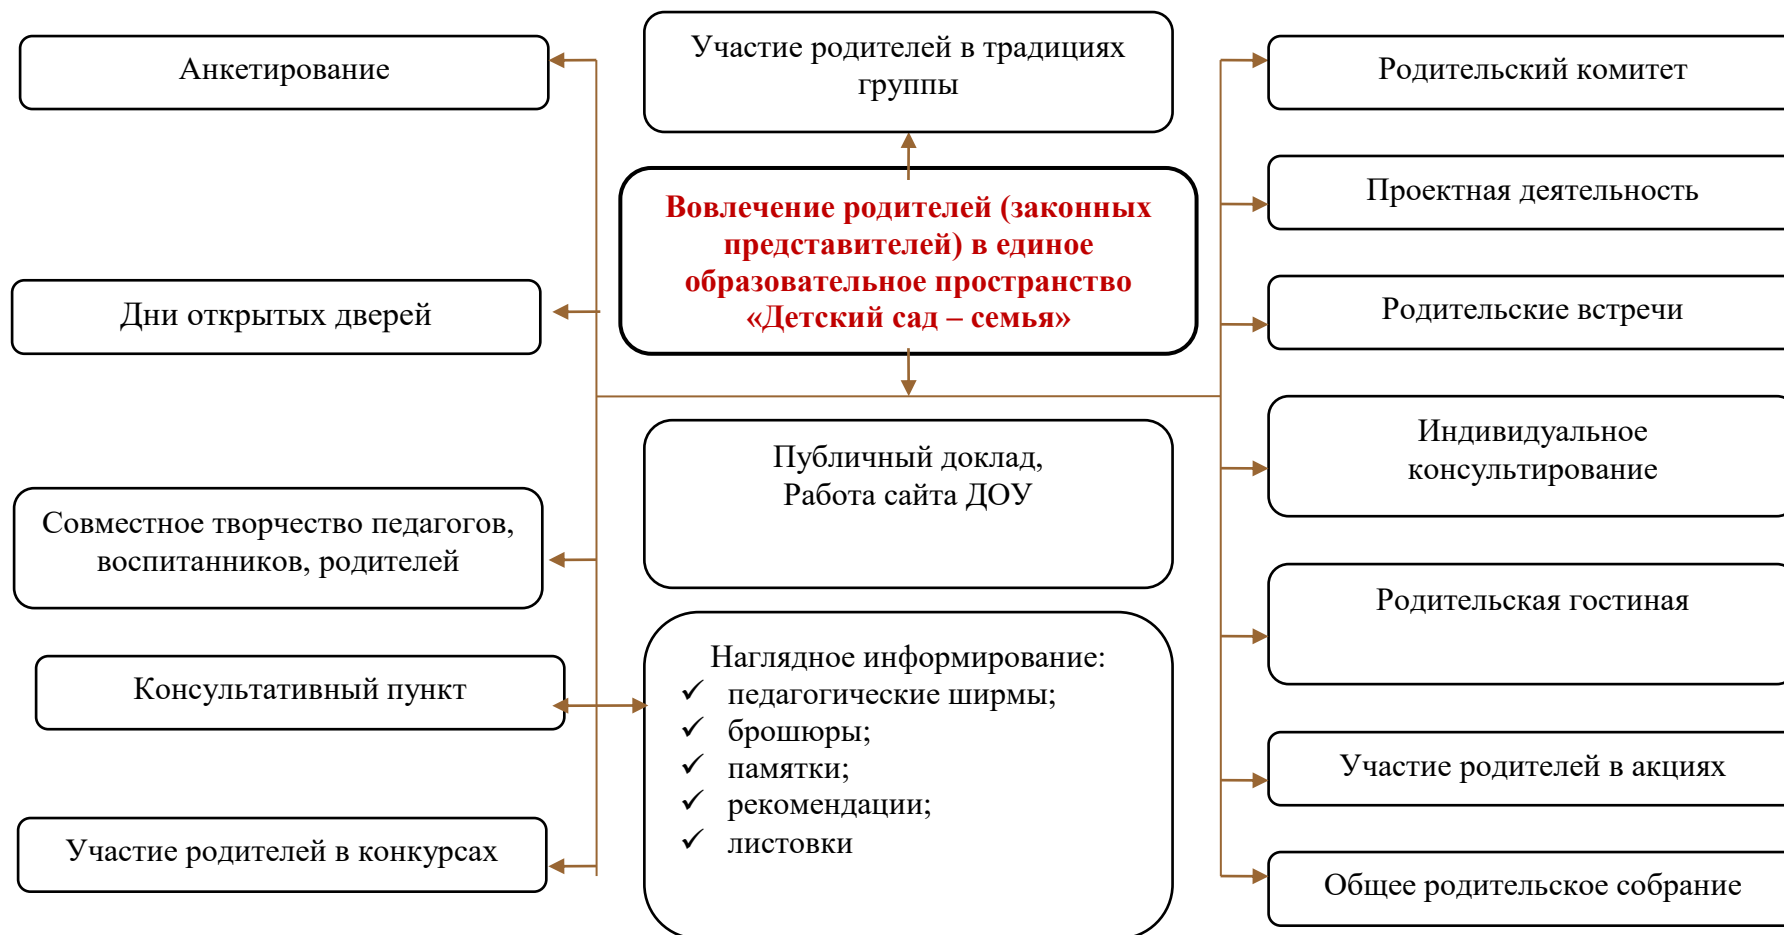 Анкетирование
Участие родителей в традициях
группы
Родительский комитет
Вовлечение родителей (законных
представителей) в единое
образовательное пространство
«Детский сад – семья»
Проектная деятельность
Дни открытых дверей
Родительские встречи
Публичный доклад,
Работа сайта ДОУ
Индивидуальное
консультирование
Совместное творчество педагогов,
воспитанников, родителей
Родительская гостиная
Консультативный пункт
Наглядное информирование:
✓ педагогические ширмы;
✓ брошюры;
✓ памятки;
✓ рекомендации;
✓ листовки
Участие родителей в акциях
Участие родителей в конкурсах
Общее родительское собрание